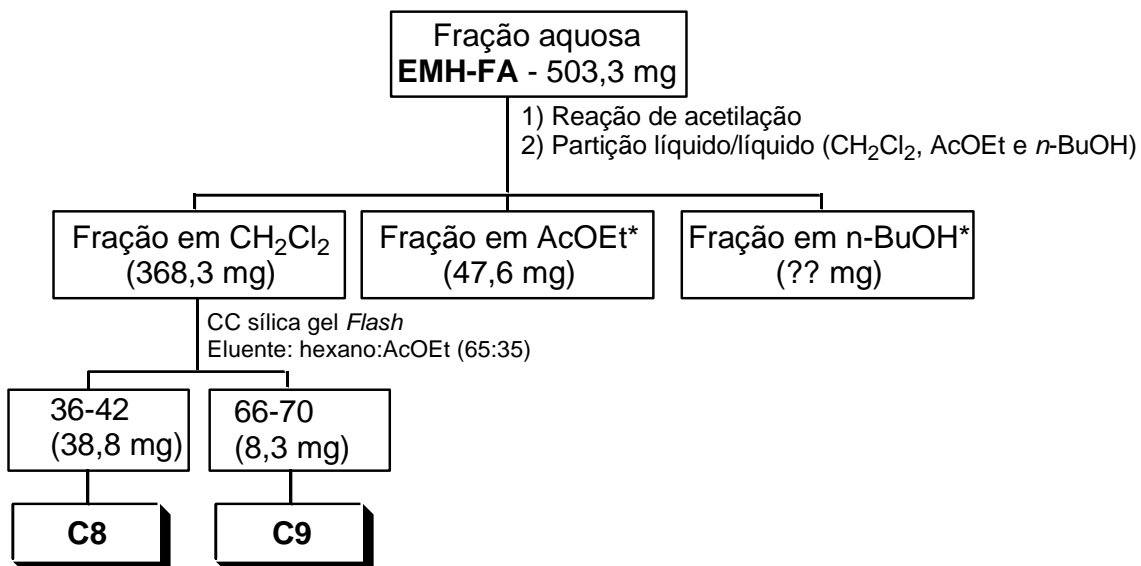 Fração aquosa
EMH-FA - 503,3 mg
1) Reação de acetilação
2) Partição líquido/líquido (CH₂Cl₂, AcOEt e n-BuOH)
Fração em CH₂Cl₂
(368,3 mg)
Fração em AcOEt*
(47,6 mg)
Fração em n-BuOH*
(?? mg)
CC sílica gel Flash
Eluente: hexano:AcOEt (65:35)
36-42
(38,8 mg)
66-70
(8,3 mg)
C8
C9